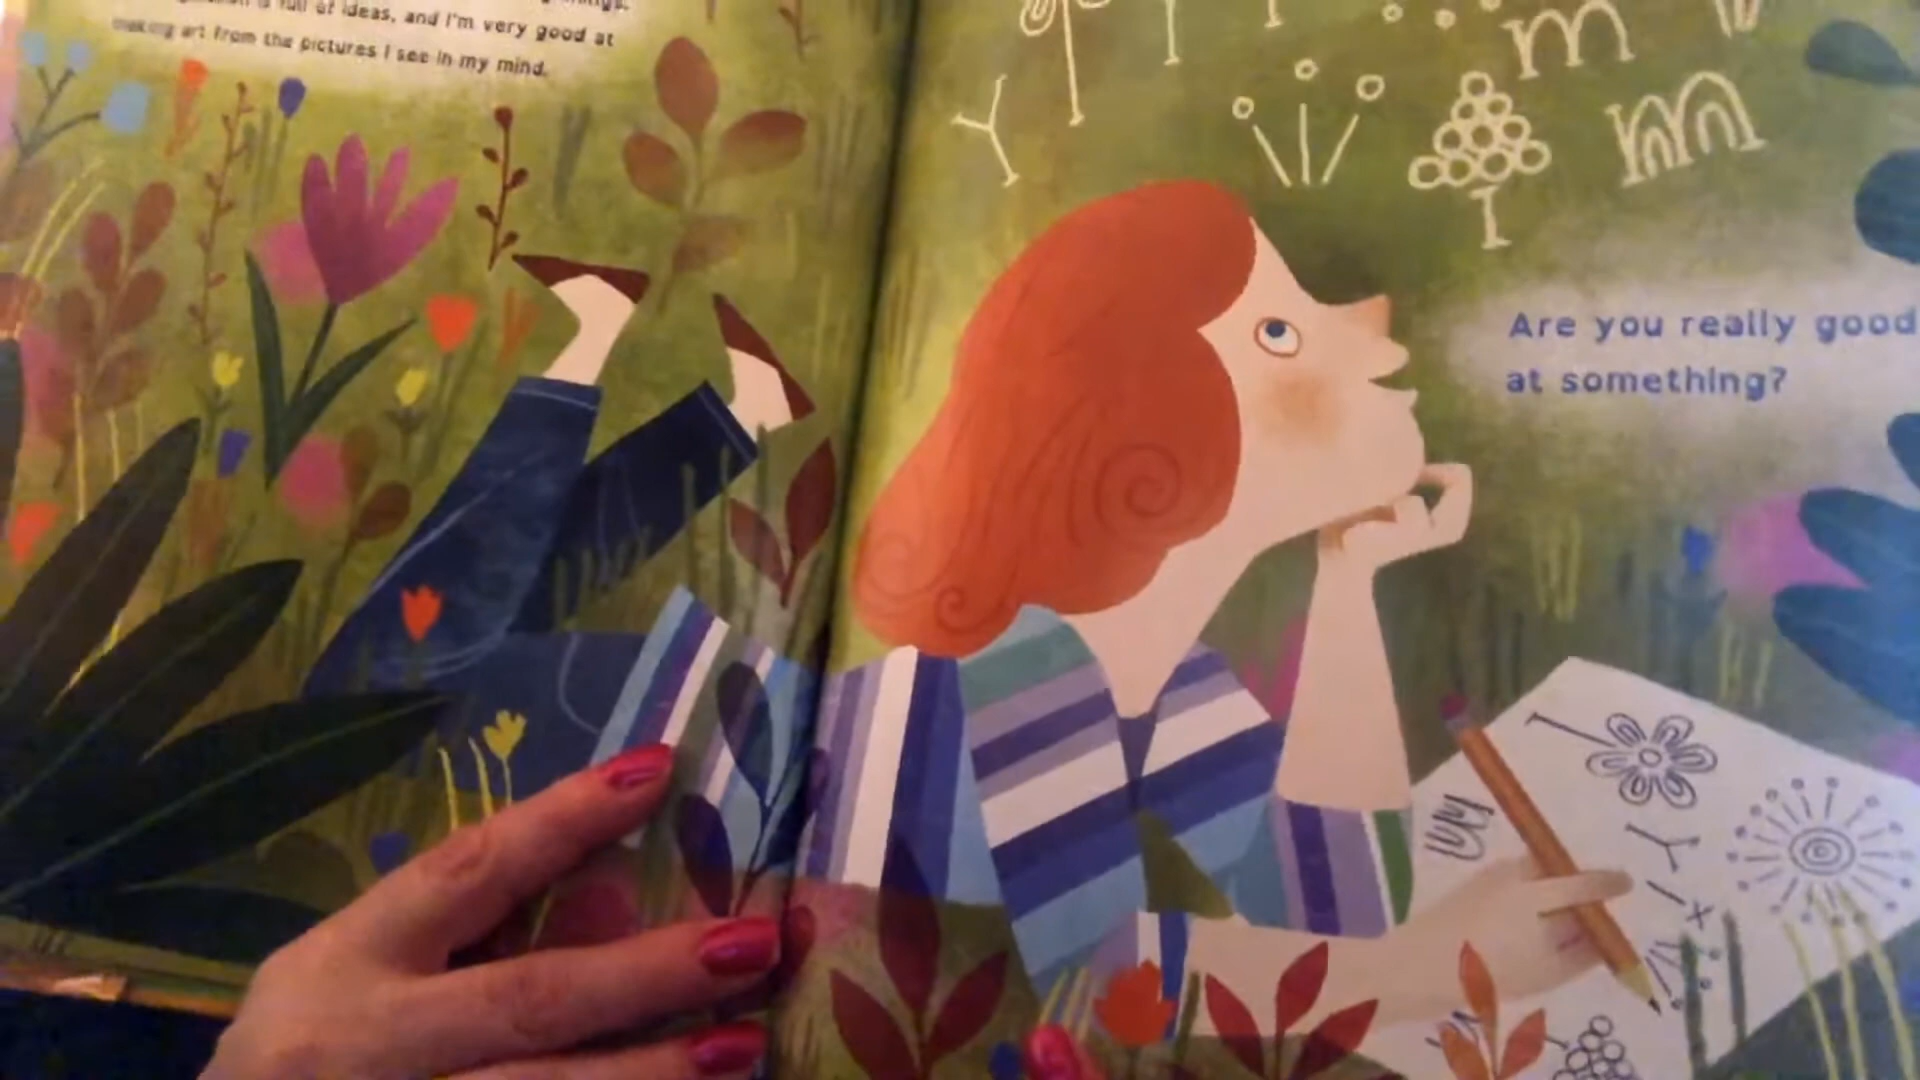 is full of ideas, and I'm very good at
making art from the pictures I see in my mind.
Are you really good
at something?